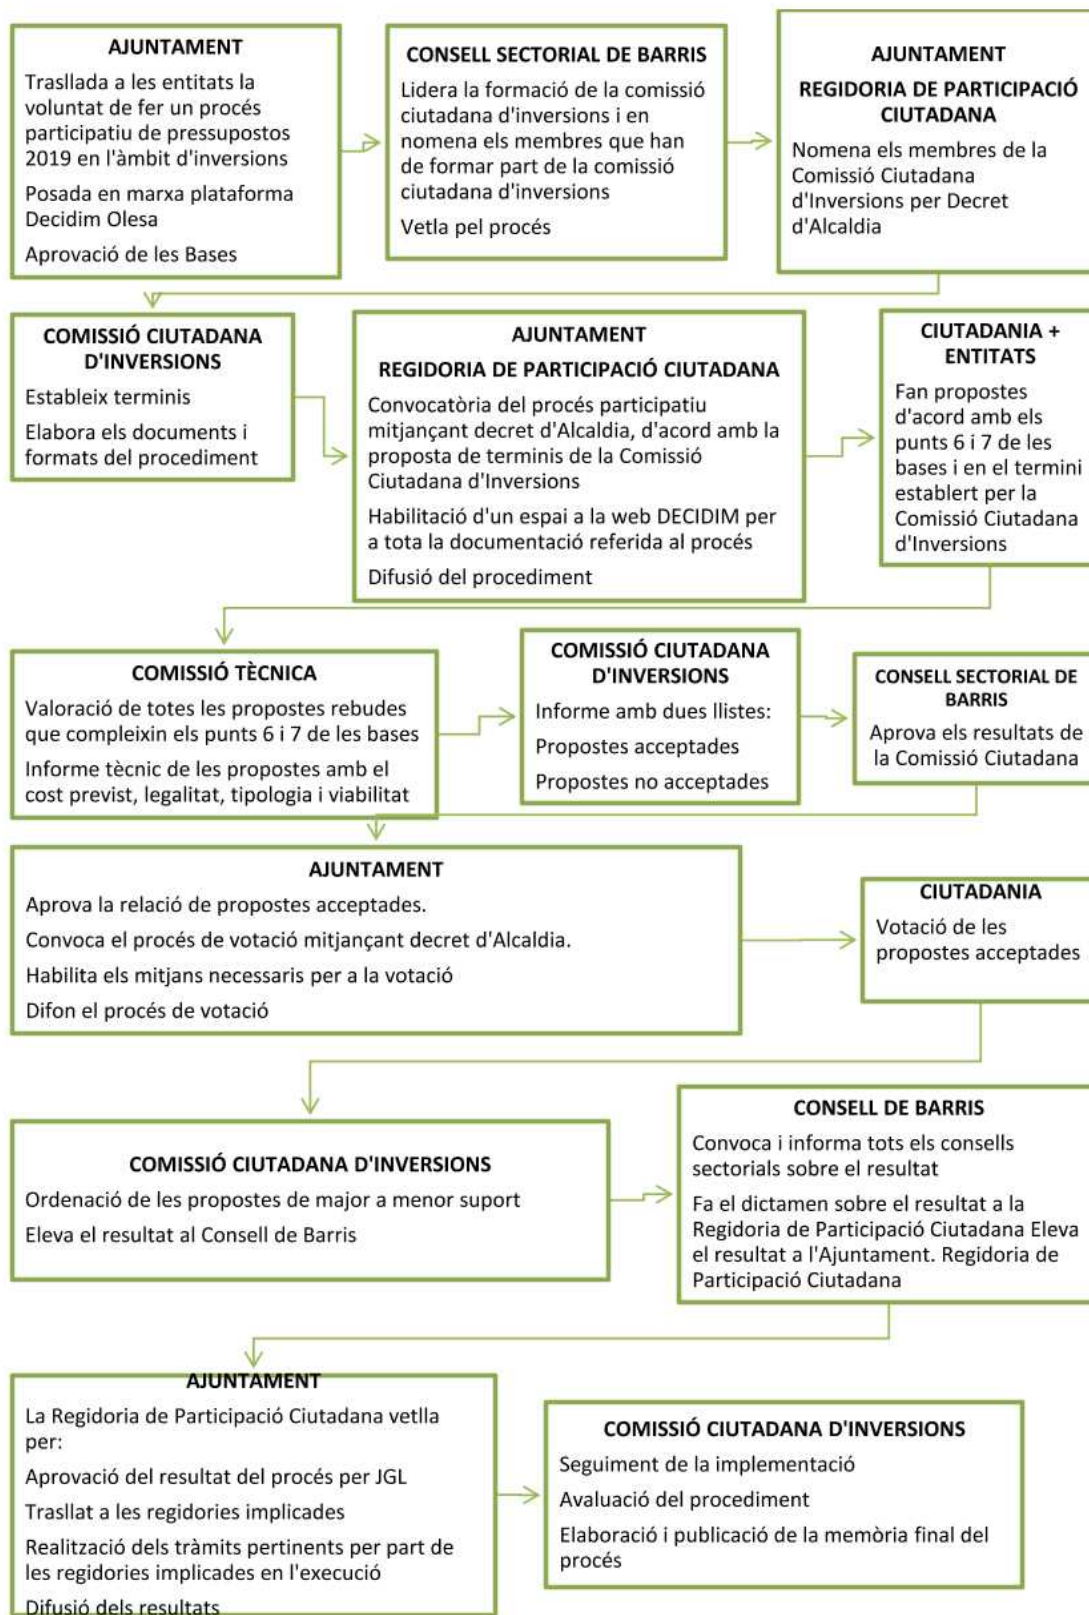 AJUNTAMENT
Trasllada a les entitats la
voluntat de fer un procés
participatiu de pressupostos
2019 en l'àmbit d'inversions
Posada en marxa plataforma
Decidim Olesa
Aprovació de les Bases
CONSELL SECTORIAL DE BARRIS
Lidera la formació de la comissió
ciutadana d'inversions i en
nomena els membres que han
de formar part de la comissió
ciutadana d'inversions
Vetla pel procés
AJUNTAMENT
REGIDORIA DE PARTICIPACIÓ
CIUTADANA
Nomena els membres de la
Comissió Ciutadana
d'Inversions per Decret
d'Alcaldia
COMISSIÓ CIUTADANA
D'INVERSIONS
Estableix terminis
Elabora els documents i
formats del procediment
AJUNTAMENT
REGIDORIA DE PARTICIPACIÓ CIUTADANA
Convocatòria del procés participatiu
mitjançant decret d'Alcaldia, d'acord amb la
proposta de terminis de la Comissió
Ciutadana d'Inversions
Habilitació d'un espai a la web DECIDIM per
a tota la documentació referida al procés
Difusió del procediment
CIUTADANIA +
ENTITATS
Fan propostes
d'acord amb els
punts 6 i 7 de les
bases i en el termini
establert per la
Comissió Ciutadana
d'Inversions
COMISSIÓ TÈCNICA
Valoració de totes les propostes rebudes
que compleixin els punts 6 i 7 de les bases
Informe tècnic de les propostes amb el
cost previst, legalitat, tipologia i viabilitat
COMISSIÓ CIUTADANA
D'INVERSIONS
Informe amb dues llistes:
Propostes acceptades
Propostes no acceptades
CONSELL SECTORIAL DE
BARRIS
Aprova els resultats de
la Comissió Ciutadana
AJUNTAMENT
Aprova la relació de propostes acceptades.
Convoca el procés de votació mitjançant decret d'Alcaldia.
Habilita els mitjans necessaris per a la votació
Difon el procés de votació
CIUTADANIA
Votació de les
propostes acceptades
COMISSIÓ CIUTADANA D'INVERSIONS
Ordenació de les propostes de major a menor suport
Eleva el resultat al Consell de Barris
CONSELL DE BARRIS
Convoca i informa tots els consells
sectorials sobre el resultat
Fa el dictamen sobre el resultat a la
Regidoria de Participació Ciutadana Eleva
el resultat a l'Ajuntament. Regidoria de
Participació Ciutadana
AJUNTAMENT
La Regidoria de Participació Ciutadana vetlla
per:
Aprovació del resultat del procés per JGL
Trasllat a les regidories implicades
Realització dels tràmits pertinents per part de
les regidories implicades en l'execució
Difusió dels resultats
COMISSIÓ CIUTADANA D'INVERSIONS
Seguiment de la implementació
Avaluació del procediment
Elaboració i publicació de la memòria final del
procés